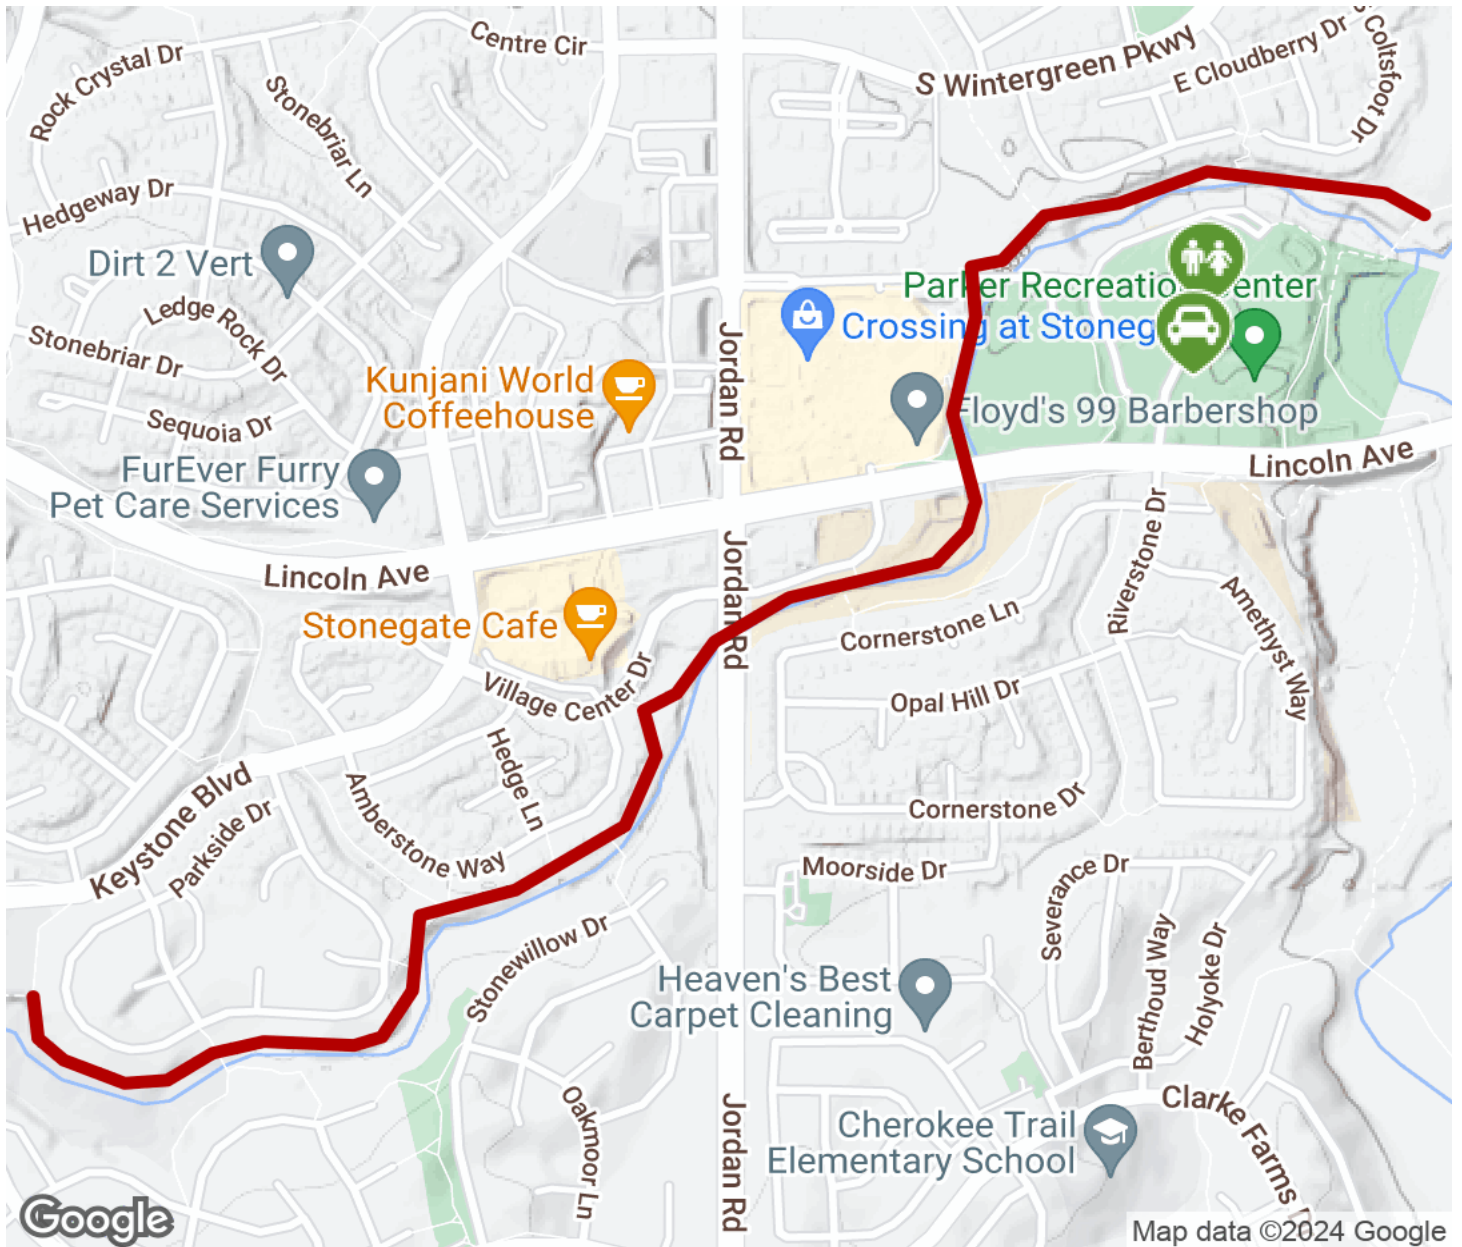 Centre Cir
S Wintergreen Pkwy
E Cloudberry Dr
Coltsfoot Dr
Rock Crystal Dr
Stonebriar Ln
Hedgeway Dr
Dirt 2 Vert
Ledge Rock Dr
Stonebriar Dr
Sequoia Dr
Kunjani World
Coffeehouse
Jordan Rd
Parker Recreation Center
Crossing at Stoneg
Floyd's 99 Barbershop
Lincoln Ave
FurEver Furry
Pet Care Services
Lincoln Ave
Jordan Rd
Riverstone Dr
Amethyst Way
Stonegate Cafe
Cornerstone Ln
Village Center Dr
Opal Hill Dr
Hedge Ln
Keystone Blvd
Parkside Dr
Amberstone Way
Cornerstone Dr
Moorside Dr
Severance Dr
Berthoud Way
Holyoke Dr
Stonewillow Dr
Heaven's Best
Carpet Cleaning
Oakmoor Ln
Jordan Rd
Cherokee Trail
Elementary School
Clarke Farms D
Google
Map data ©2024 Google